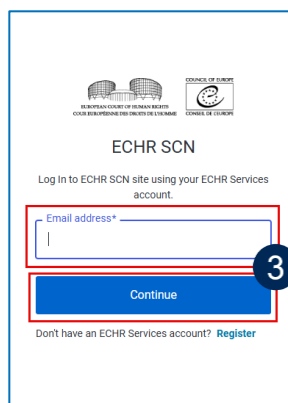 COUNCIL OF EUROPE
EUROPEAN COURT OF HUMAN RIGHTS
COUR EUROPÉENNE DES DROITS DE L'HOMME
CONSEIL DE L'EUROPE
ECHR SCN
Log In to ECHR SCN site using your ECHR Services
account.
Email address*
3
Continue
Don't have an ECHR Services account? Register